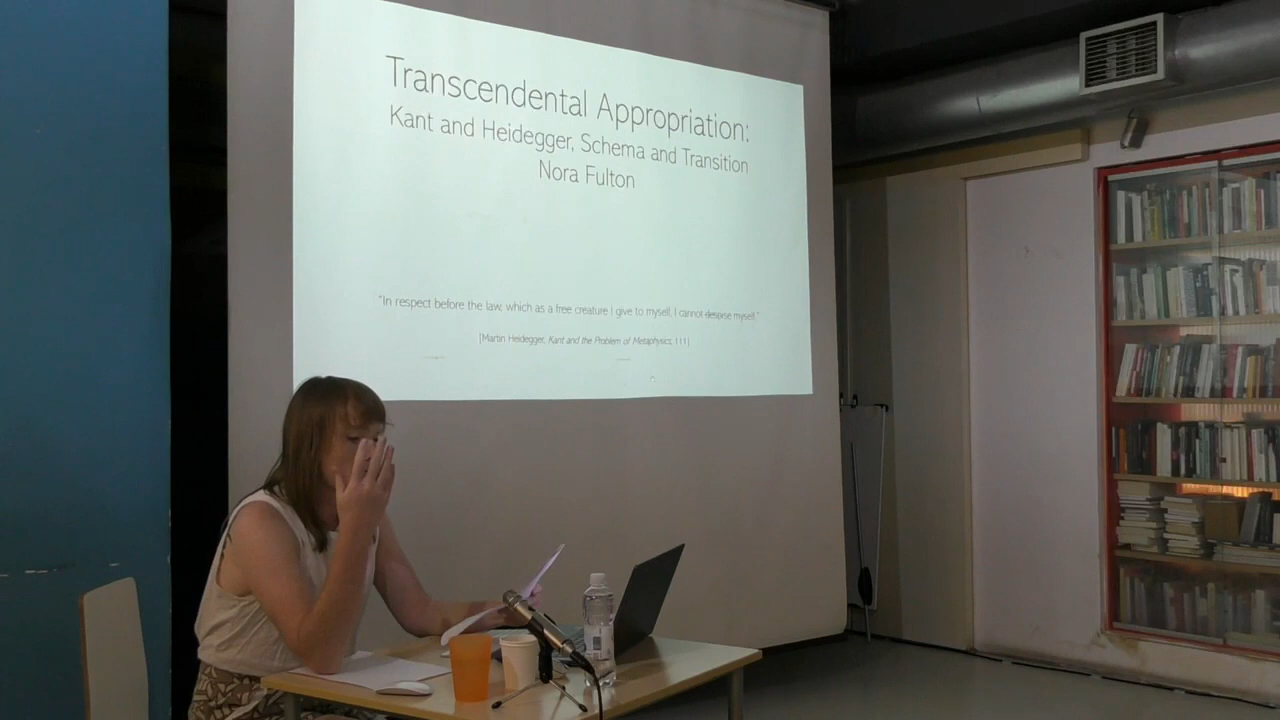 Transcendental Appropriation:
Kant and Heidegger, Schema and Transition
Nora Fulton
"In respect before the law, which as a free creature I give to myself, I cannot despise myself."
[Martin Heidegger, Kant and the Problem of Metaphysics, 111]